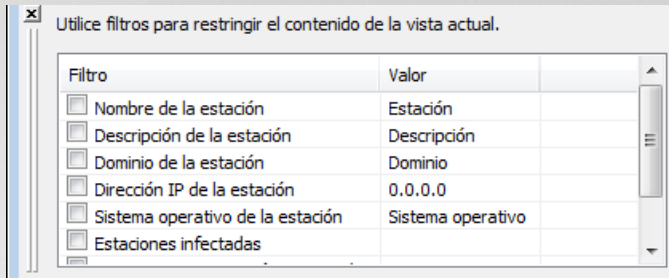 Utilice filtros para restringir el contenido de la vista actual.
Filtro Valor
Nombre de la estación Estación
Descripción de la estación Descripción
Dominio de la estación Dominio
Dirección IP de la estación 0.0.0.0
Sistema operativo de la estación Sistema operativo
Estaciones infectadas